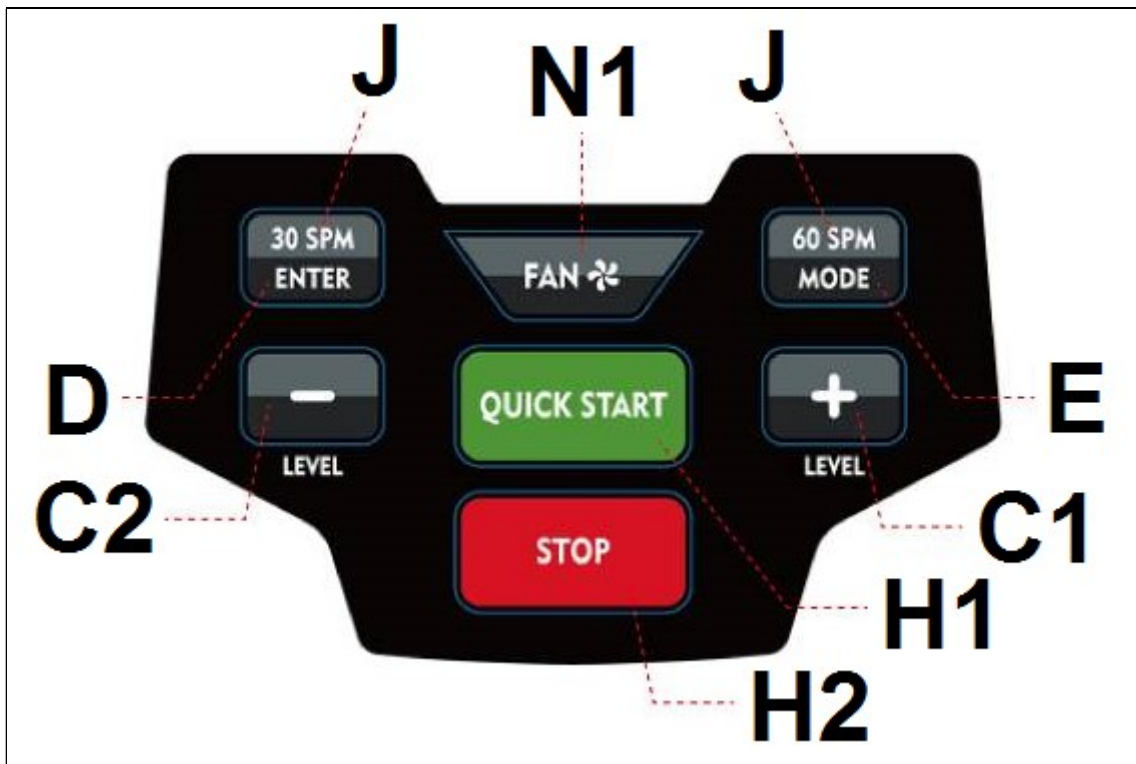 J N1 J
30 SPM
ENTER
FAN
60 SPM
MODE
D
−
QUICK START
+
E
LEVEL
LEVEL
C2
STOP
C1
H1
H2